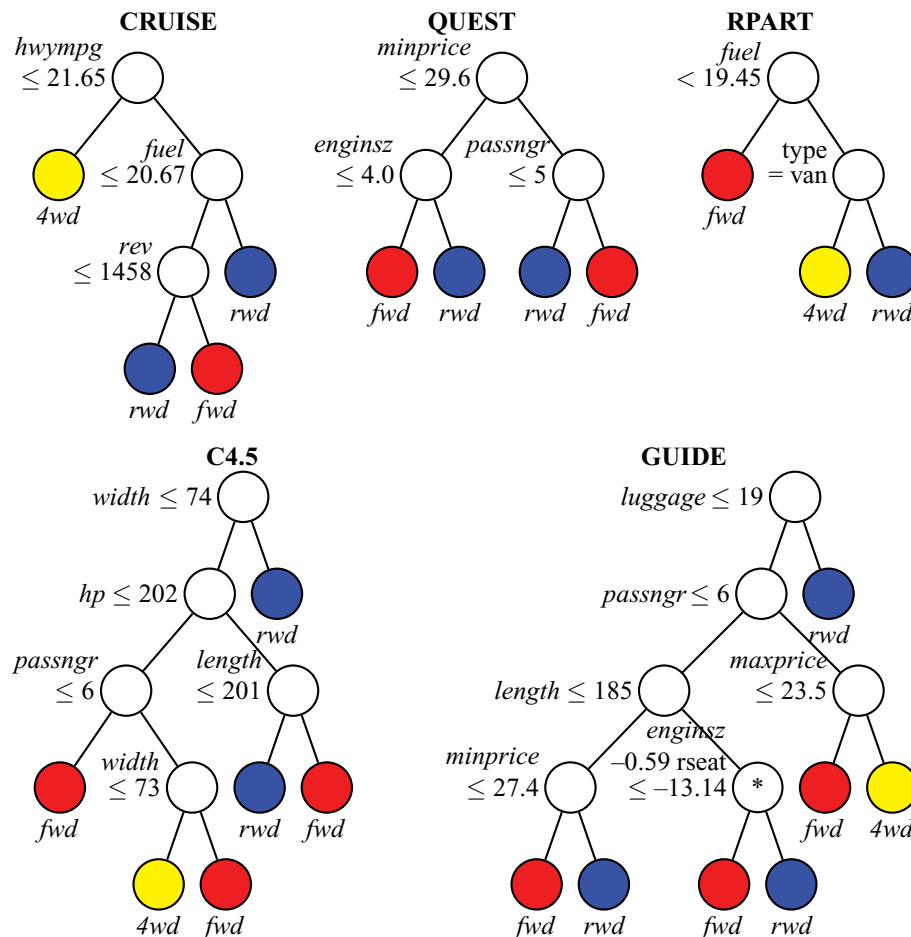 CRUISE
hwympg
≤ 21.65
fuel
≤ 20.67
4wd
rev
≤ 1458
rwd
rwd
fwd
QUEST
minprice
≤ 29.6
enginsz
≤ 4.0
passngr
≤ 5
fwd
rwd
rwd
fwd
RPART
fuel
< 19.45
type
= van
fwd
4wd
rwd
C4.5
width ≤ 74
hp ≤ 202
rwd
passngr
≤ 6
length
≤ 201
width
≤ 73
fwd
rwd
fwd
4wd
fwd
GUIDE
luggage ≤ 19
passngr ≤ 6
rwd
length ≤ 185
maxprice
≤ 23.5
minprice
≤ 27.4
enginsz
–0.59 rseat
≤ –13.14
*
fwd
4wd
fwd
rwd
fwd
rwd